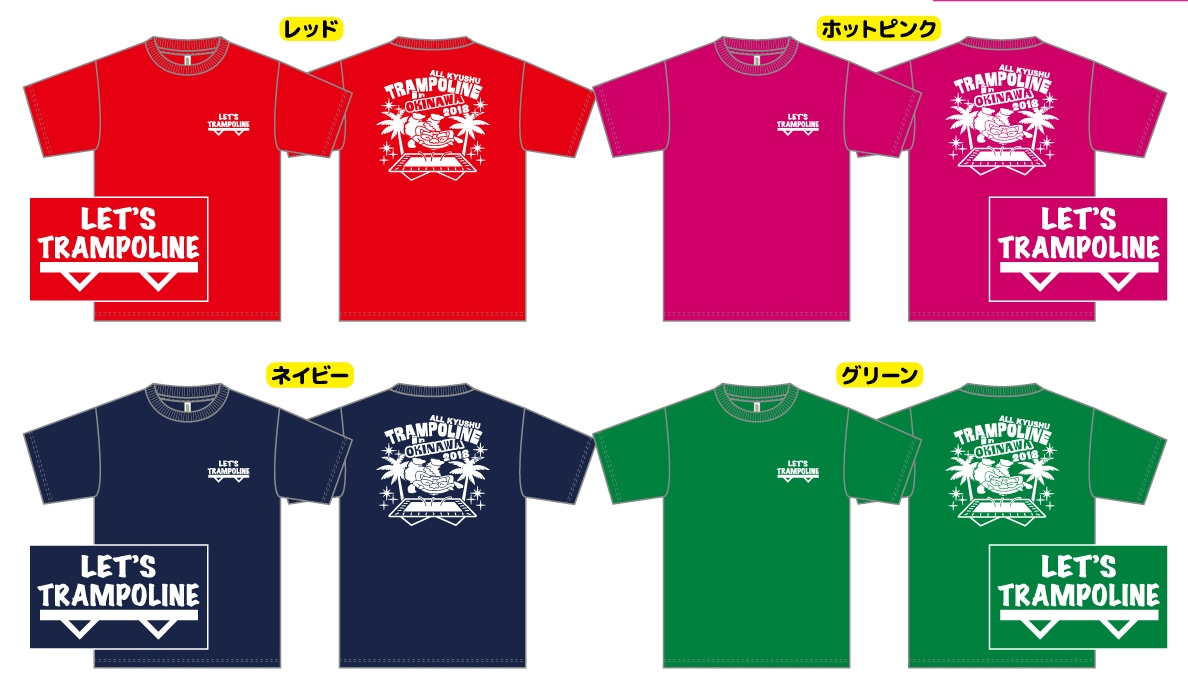 レッド
LET'S
TRAMPOLINE
ALL KYUSHU
TRAMPOLINE
in
OKINAWA
2018
LET'S
TRAMPOLINE
ホットピンク
LET'S
TRAMPOLINE
ALL KYUSHU
TRAMPOLINE
in
OKINAWA
2018
LET'S
TRAMPOLINE
ネイビー
LET'S
TRAMPOLINE
ALL KYUSHU
TRAMPOLINE
in
OKINAWA
2018
LET'S
TRAMPOLINE
グリーン
LET'S
TRAMPOLINE
ALL KYUSHU
TRAMPOLINE
in
OKINAWA
2018
LET'S
TRAMPOLINE